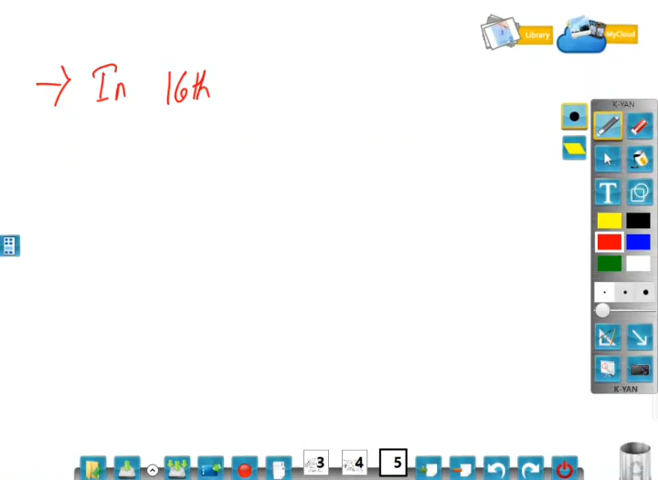 Library
MyCloud
→ In 16th
K-YAN
T
3
4
5
K-YAN